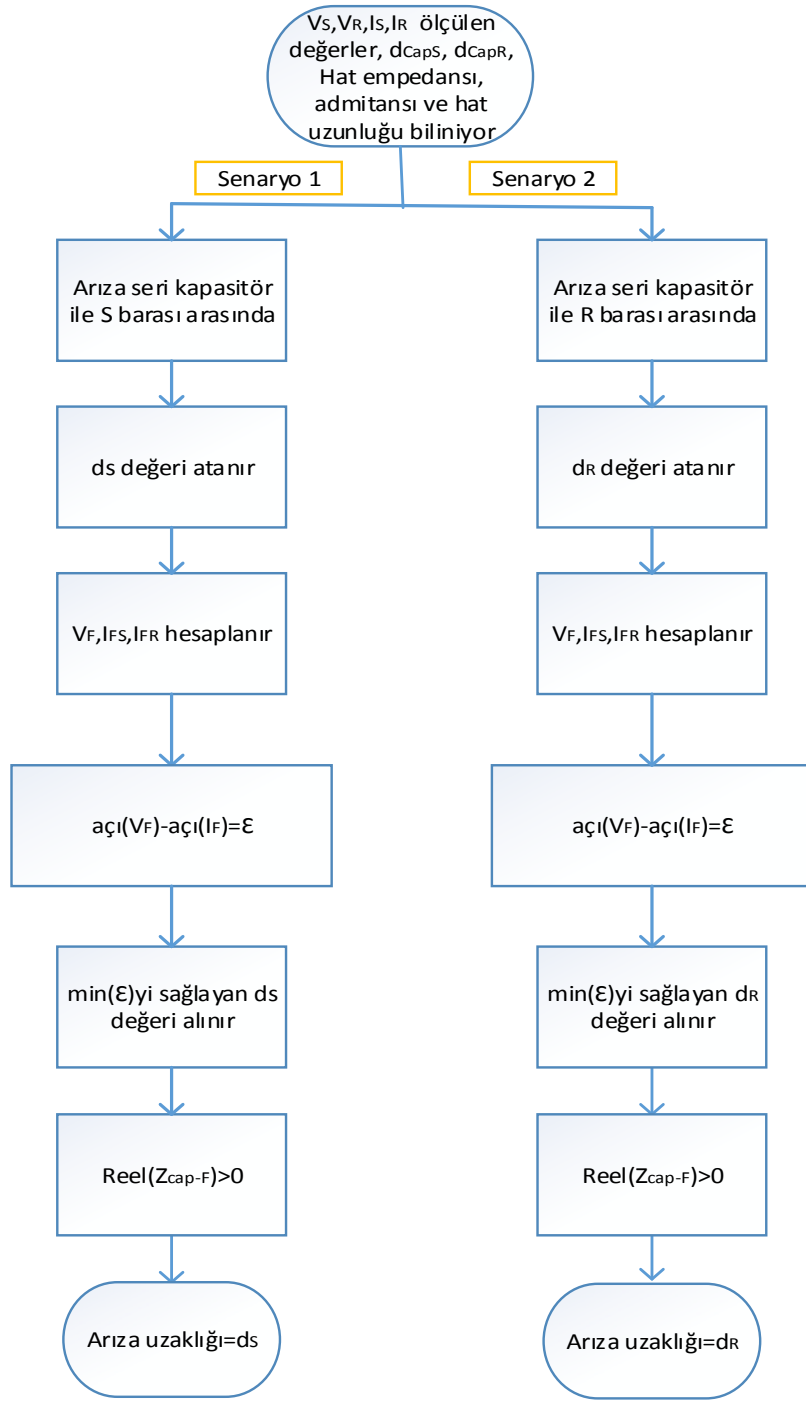 VS,VR,IS,IR ölçülen
değerler, dCapS, dCapR,
Hat empedansı,
admitansı ve hat
uzunluğu biliniyor
Senaryo 1
Senaryo 2
Arıza seri kapasitör
ile S barası arasında
Arıza seri kapasitör
ile R barası arasında
ds değeri atanır
dR değeri atanır
VF,IFS,IFR hesaplanır
VF,IFS,IFR hesaplanır
açı(VF)-açı(IF)=Ɛ
açı(VF)-açı(IF)=Ɛ
min(Ɛ)yi sağlayan ds
değeri alınır
min(Ɛ)yi sağlayan dR
değeri alınır
Reel(Zcap-F)>0
Reel(Zcap-F)>0
Arıza uzaklığı=ds
Arıza uzaklığı=dR